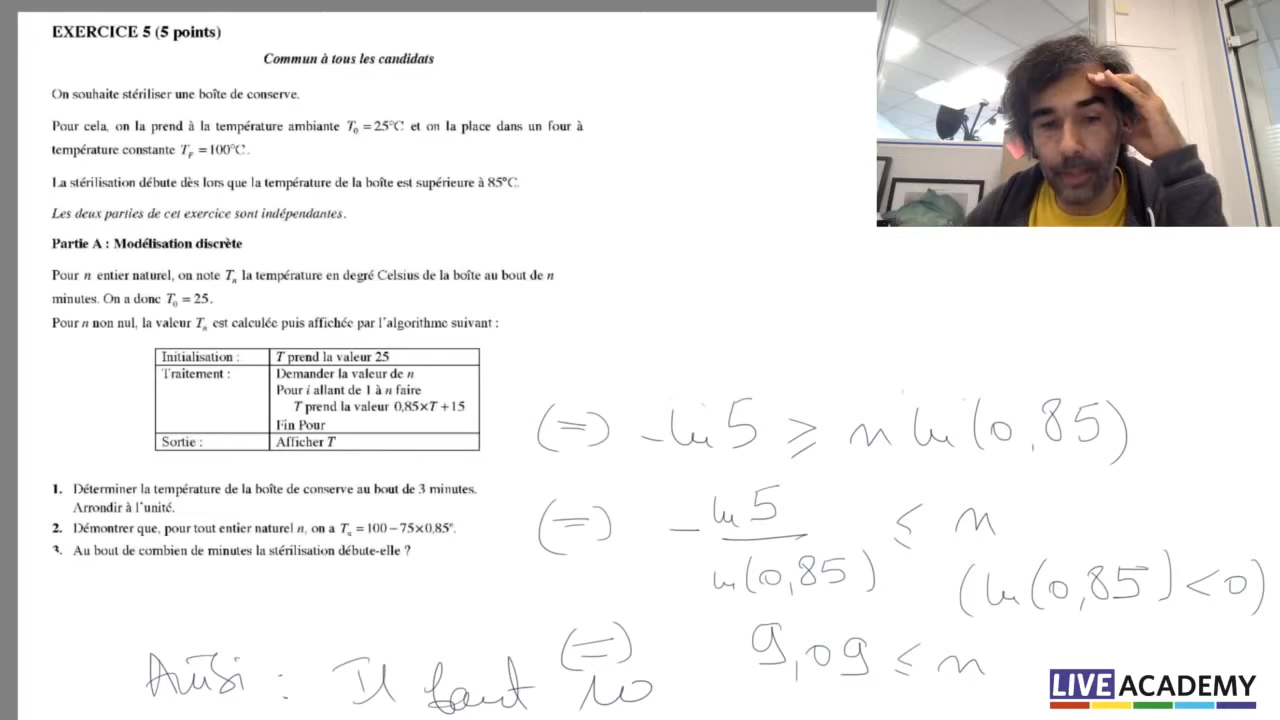 EXERCICE 5 (5 points)
Commun à tous les candidats
On souhaite stériliser une boîte de conserve.
Pour cela, on la prend à la température ambiante T₀ = 25°C et on la place dans un four à
température constante T_F = 100°C.
La stérilisation débute dès lors que la température de la boîte est supérieure à 85°C.
Les deux parties de cet exercice sont indépendantes.
Partie A : Modélisation discrète
Pour n entier naturel, on note Tₙ la température en degré Celsius de la boîte au bout de n
minutes. On a donc T₀ = 25.
Pour n non nul, la valeur Tₙ est calculée puis affichée par l'algorithme suivant :
Initialisation : T prend la valeur 25
Traitement : Demander la valeur de n
Pour i allant de 1 à n faire
T prend la valeur 0,85×T + 15
Fin Pour
Sortie : Afficher T
1. Déterminer la température de la boîte de conserve au bout de 3 minutes.
Arrondir à l'unité.
2. Démontrer que, pour tout entier naturel n, on a Tₙ = 100 − 75×0,85ⁿ.
3. Au bout de combien de minutes la stérilisation débute-elle ?
(=) -ln 5 ≥ n ln(0,85)
(=) - ln 5 / ln(0,85) ≤ n
(ln(0,85) < 0)
(=) 9,09 ≤ n
Ainsi : Il faut 10
LIVE ACADEMY